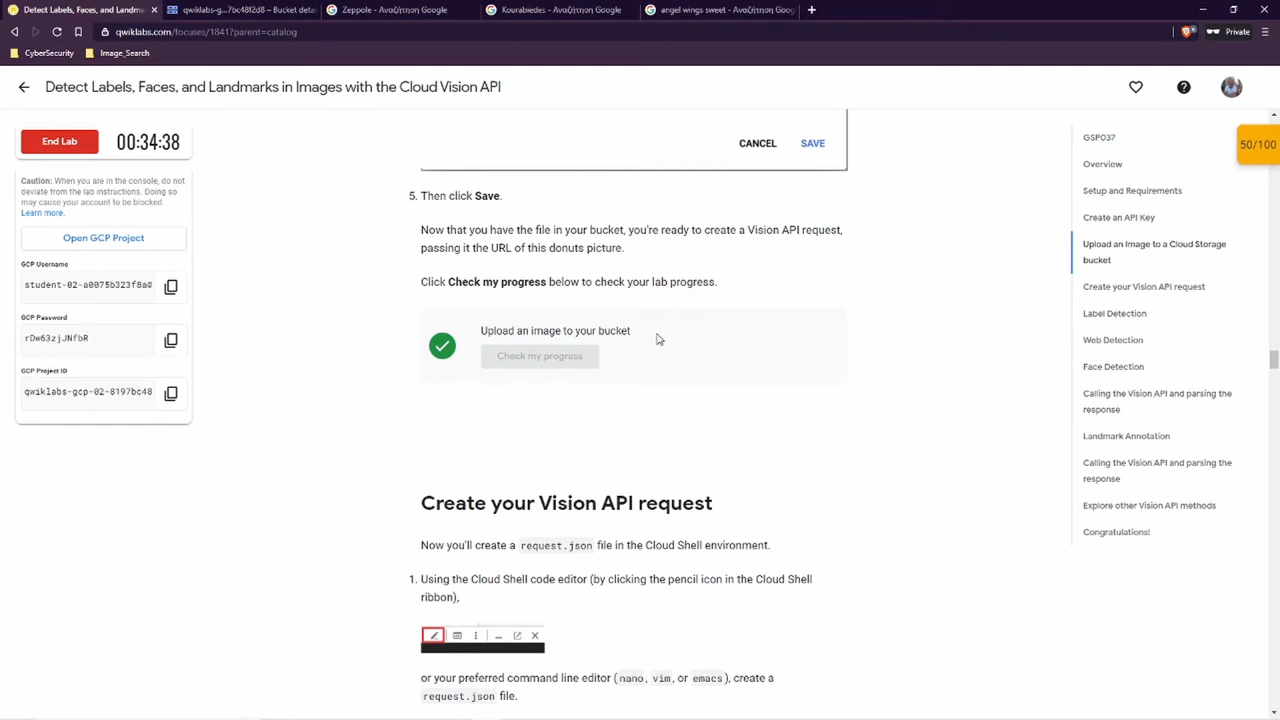 Detect Labels, Faces, and Landma
qwiklabs-g...7bc48f2d8 – Bucket detai
Zeppole - Αναζήτηση Google
Kourabiedes - Αναζήτηση Google
angel wings sweet - Αναζήτηση Goog
qwiklabs.com/focuses/1841?parent=catalog
Private
CyberSecurity
Image_Search
Detect Labels, Faces, and Landmarks in Images with the Cloud Vision API
End Lab
00:34:38
Caution: When you are in the console, do not
deviate from the lab instructions. Doing so
may cause your account to be blocked.
Learn more.
Open GCP Project
GCP Username
student-02-a0075b323f8a@
GCP Password
rDw63zjJNfbR
GCP Project ID
qwiklabs-gcp-02-8197bc48
CANCEL SAVE
5. Then click Save.
Now that you have the file in your bucket, you're ready to create a Vision API request,
passing it the URL of this donuts picture.
Click Check my progress below to check your lab progress.
Upload an image to your bucket
Check my progress
Create your Vision API request
Now you'll create a request.json file in the Cloud Shell environment.
1. Using the Cloud Shell code editor (by clicking the pencil icon in the Cloud Shell
ribbon),
or your preferred command line editor (nano, vim, or emacs), create a
request.json file.
GSP037
Overview
Setup and Requirements
Create an API Key
Upload an Image to a Cloud Storage
bucket
Create your Vision API request
Label Detection
Web Detection
Face Detection
Calling the Vision API and parsing the
response
Landmark Annotation
Calling the Vision API and parsing the
response
Explore other Vision API methods
Congratulations!
50/100